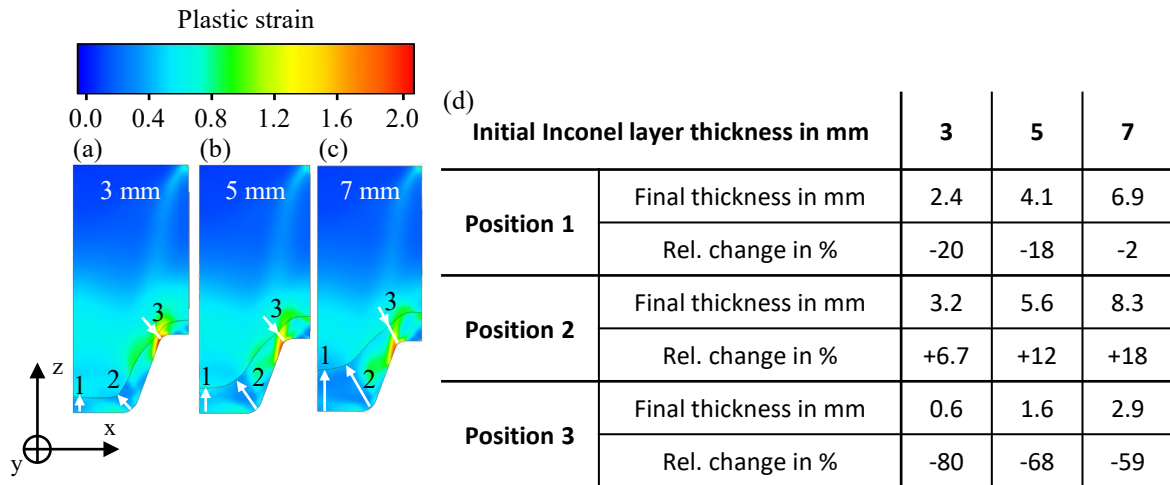 Plastic strain
0.0 0.4 0.8 1.2 1.6 2.0
(a) (b) (c)
3 mm 5 mm 7 mm
3 3 3
1 2 1 2 1 2
z
x
y
(d)
Initial Inconel layer thickness in mm 3 5 7
Position 1 Final thickness in mm 2.4 4.1 6.9
Rel. change in % -20 -18 -2
Position 2 Final thickness in mm 3.2 5.6 8.3
Rel. change in % +6.7 +12 +18
Position 3 Final thickness in mm 0.6 1.6 2.9
Rel. change in % -80 -68 -59